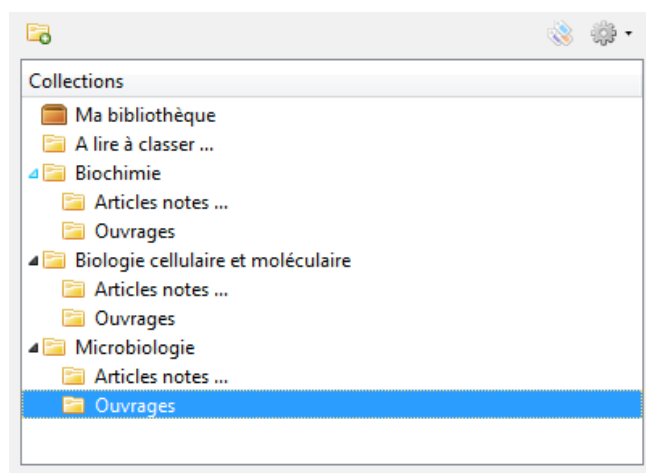 Collections
Ma bibliothèque
A lire à classer ...
Biochimie
Articles notes ...
Ouvrages
Biologie cellulaire et moléculaire
Articles notes ...
Ouvrages
Microbiologie
Articles notes ...
Ouvrages